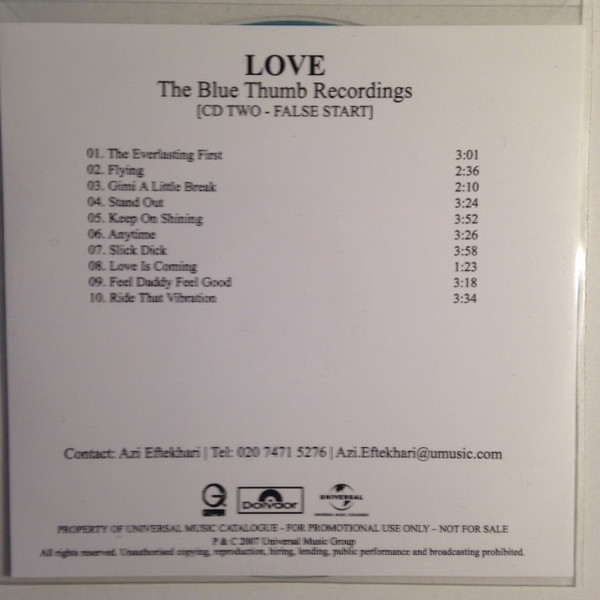 LOVE
The Blue Thumb Recordings
[CD TWO - FALSE START]
01. The Everlasting First 3:01
02. Flying 2:36
03. Gimi A Little Break 2:10
04. Stand Out 3:24
05. Keep On Shining 3:52
06. Anytime 3:26
07. Slick Dick 3:58
08. Love Is Coming 1:23
09. Feel Daddy Feel Good 3:18
10. Ride That Vibration 3:34
Contact: Azi Eftekhari | Tel: 020 7471 5276 | Azi.Eftekhari@umusic.com
Polydor
UNIVERSAL
PROPERTY OF UNIVERSAL MUSIC CATALOGUE - FOR PROMOTIONAL USE ONLY – NOT FOR SALE
P & C 2007 Universal Music Group
All rights reserved. Unauthorised copying, reproduction, hiring, lending, public performance and broadcasting prohibited.